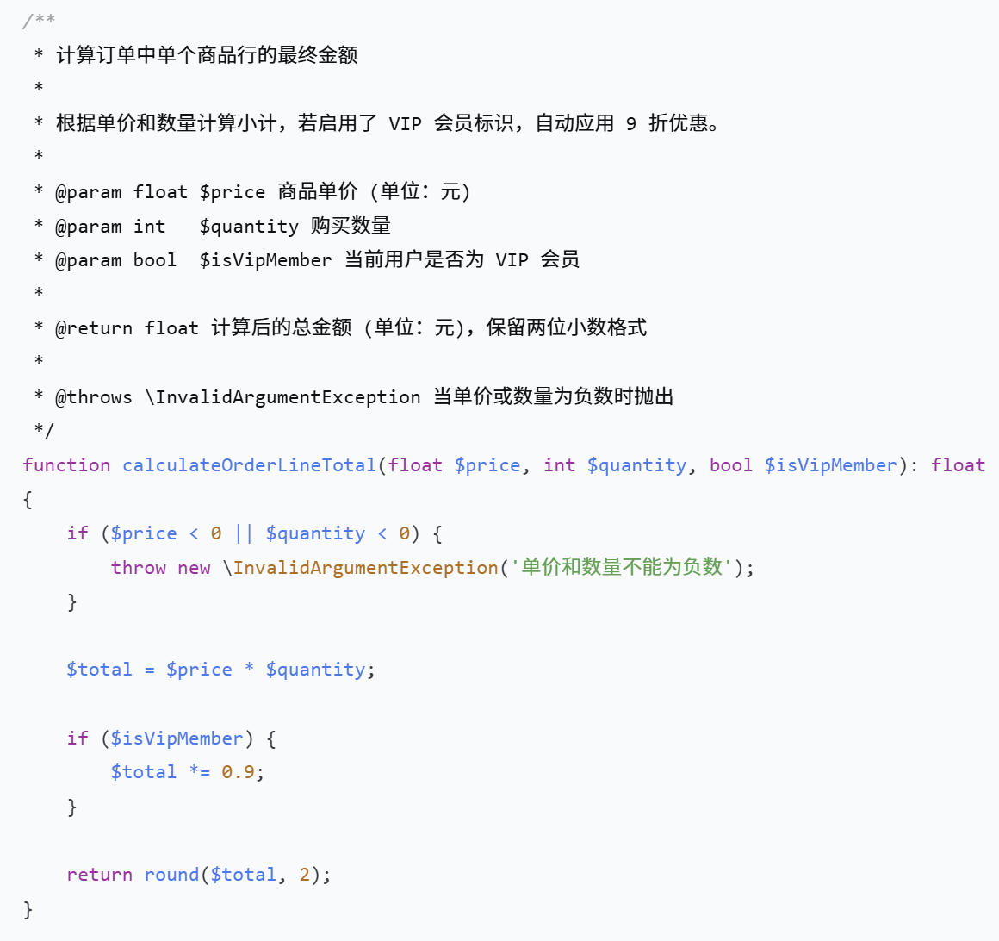 /**
 * 计算订单中单个商品行的最终金额
 *
 * 根据单价和数量计算小计，若启用了 VIP 会员标识，自动应用 9 折优惠。
 *
 * @param float $price 商品单价 (单位：元)
 * @param int   $quantity 购买数量
 * @param bool  $isVipMember 当前用户是否为 VIP 会员
 *
 * @return float 计算后的总金额 (单位：元)，保留两位小数格式
 *
 * @throws \InvalidArgumentException 当单价或数量为负数时抛出
 */
function calculateOrderLineTotal(float $price, int $quantity, bool $isVipMember): float
{
    if ($price < 0 || $quantity < 0) {
        throw new \InvalidArgumentException('单价和数量不能为负数');
    }

    $total = $price * $quantity;

    if ($isVipMember) {
        $total *= 0.9;
    }

    return round($total, 2);
}